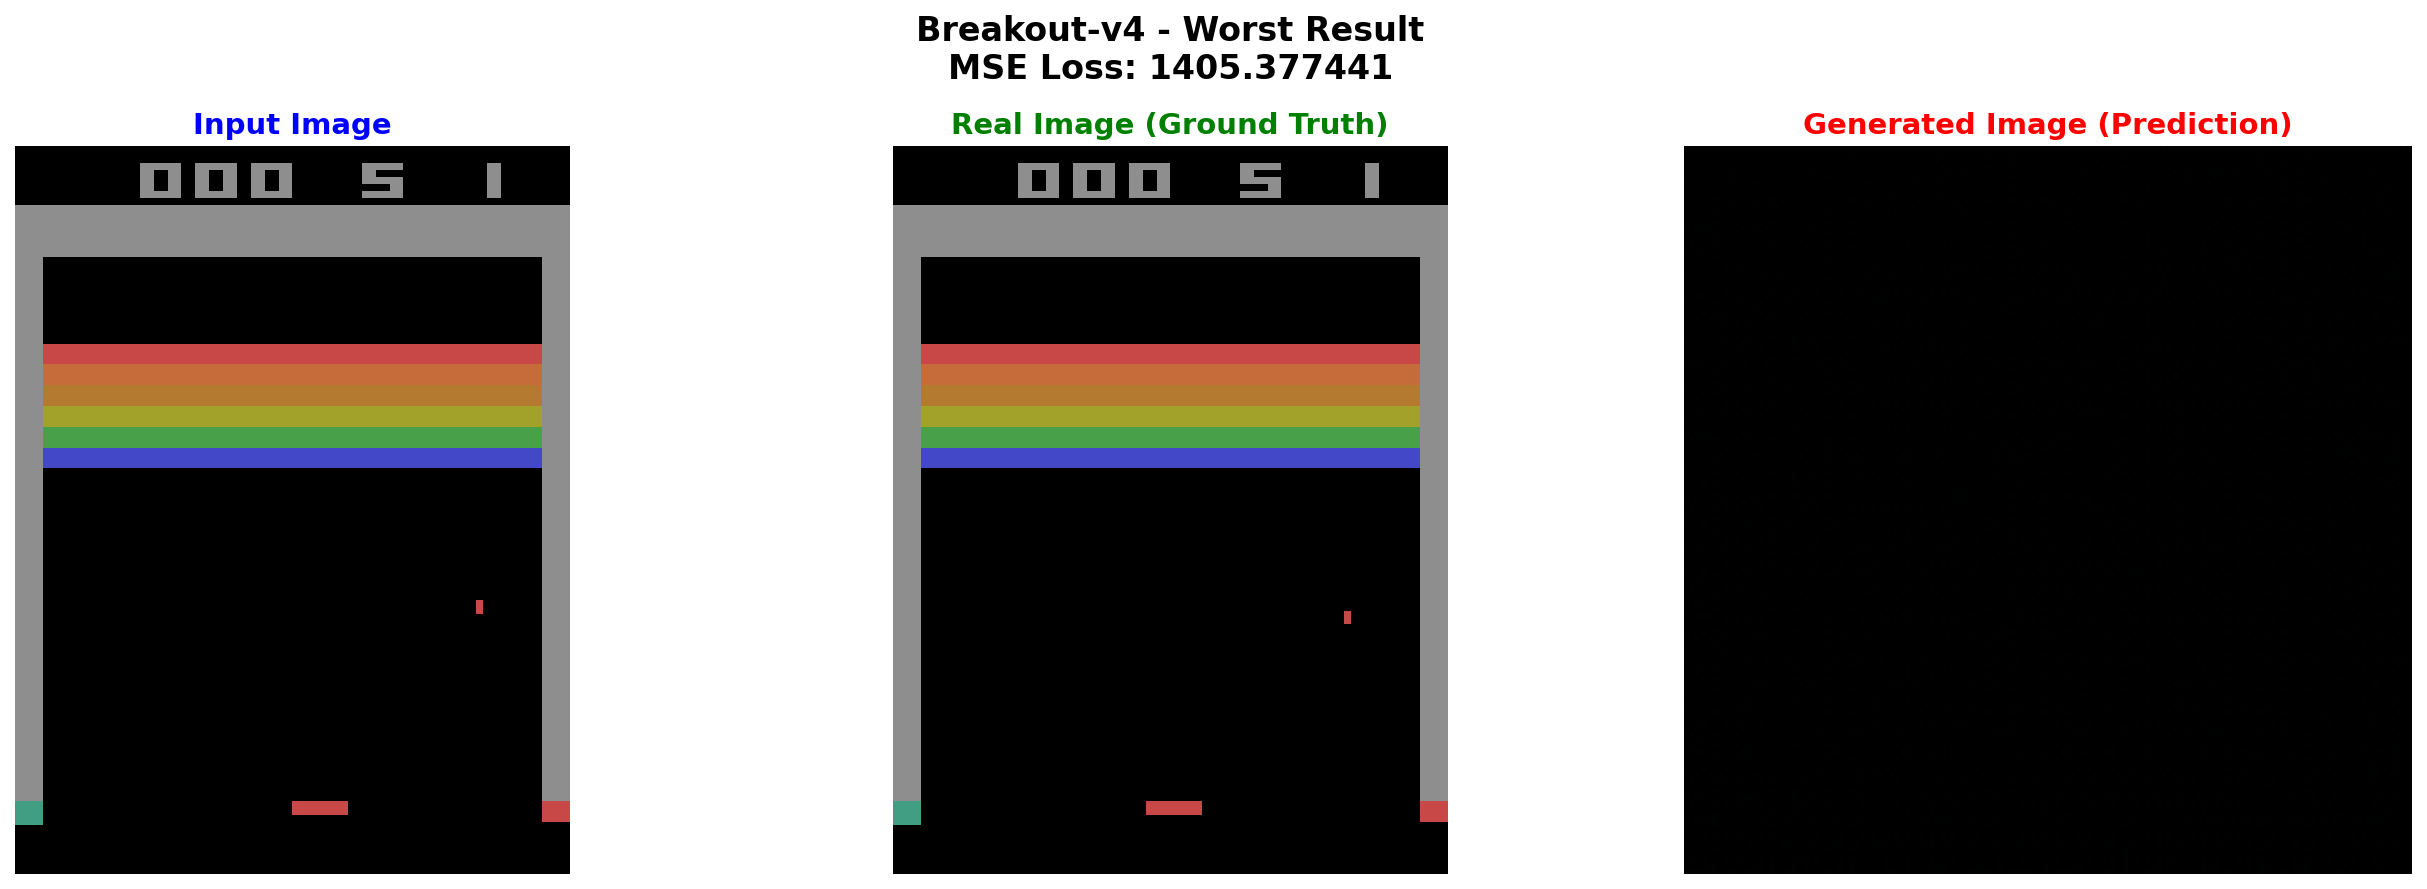 Breakout-v4 - Worst Result
MSE Loss: 1405.377441
Input Image
Real Image (Ground Truth)
Generated Image (Prediction)
000 5 1
000 5 1